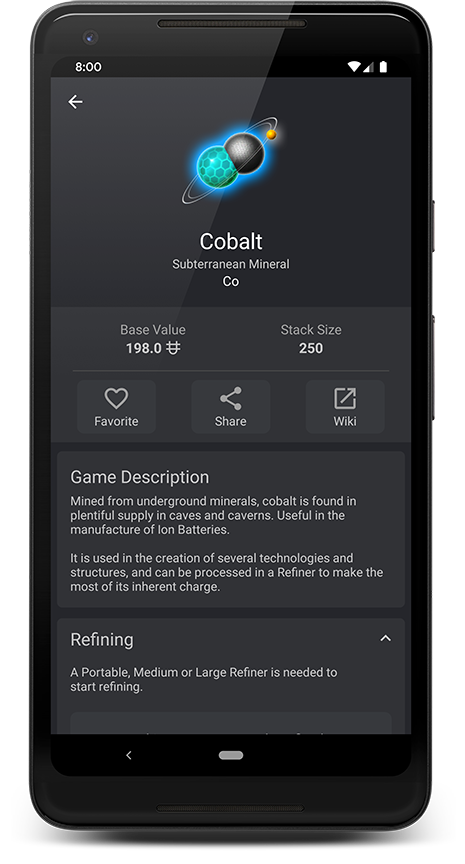 8:00
Cobalt
Subterranean Mineral
Co
Base Value
Stack Size
198.0
250
Favorite
Share
Wiki
Game Description
Mined from underground minerals, cobalt is found in
plentiful supply in caves and caverns. Useful in the
manufacture of Ion Batteries.
It is used in the creation of several technologies and
structures, and can be processed in a Refiner to make the
most of its inherent charge.
Refining
A Portable, Medium or Large Refiner is needed to
start refining.